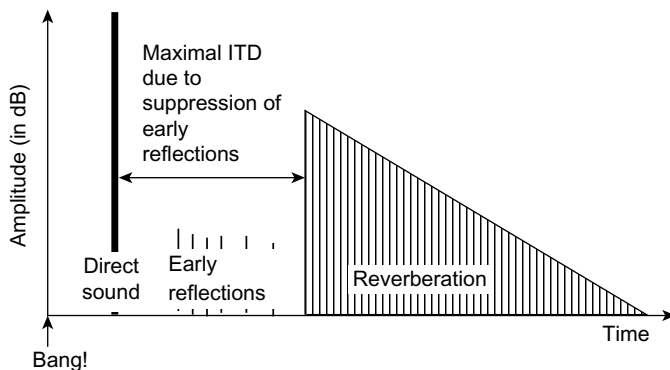 Amplitude (in dB)
Maximal ITD
due to
suppression of
early
reflections
Direct
sound
Early
reflections
Reverberation
Time
Bang!